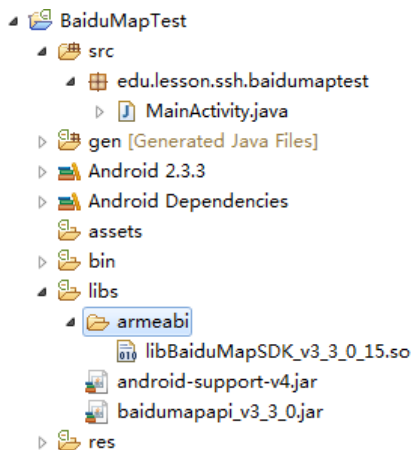 BaiduMapTest
src
edu.lesson.ssh.baidumaptest
MainActivity.java
gen [Generated Java Files]
Android 2.3.3
Android Dependencies
assets
bin
libs
armeabi
libBaiduMapSDK_v3_3_0_15.so
android-support-v4.jar
baidumapapi_v3_3_0.jar
res